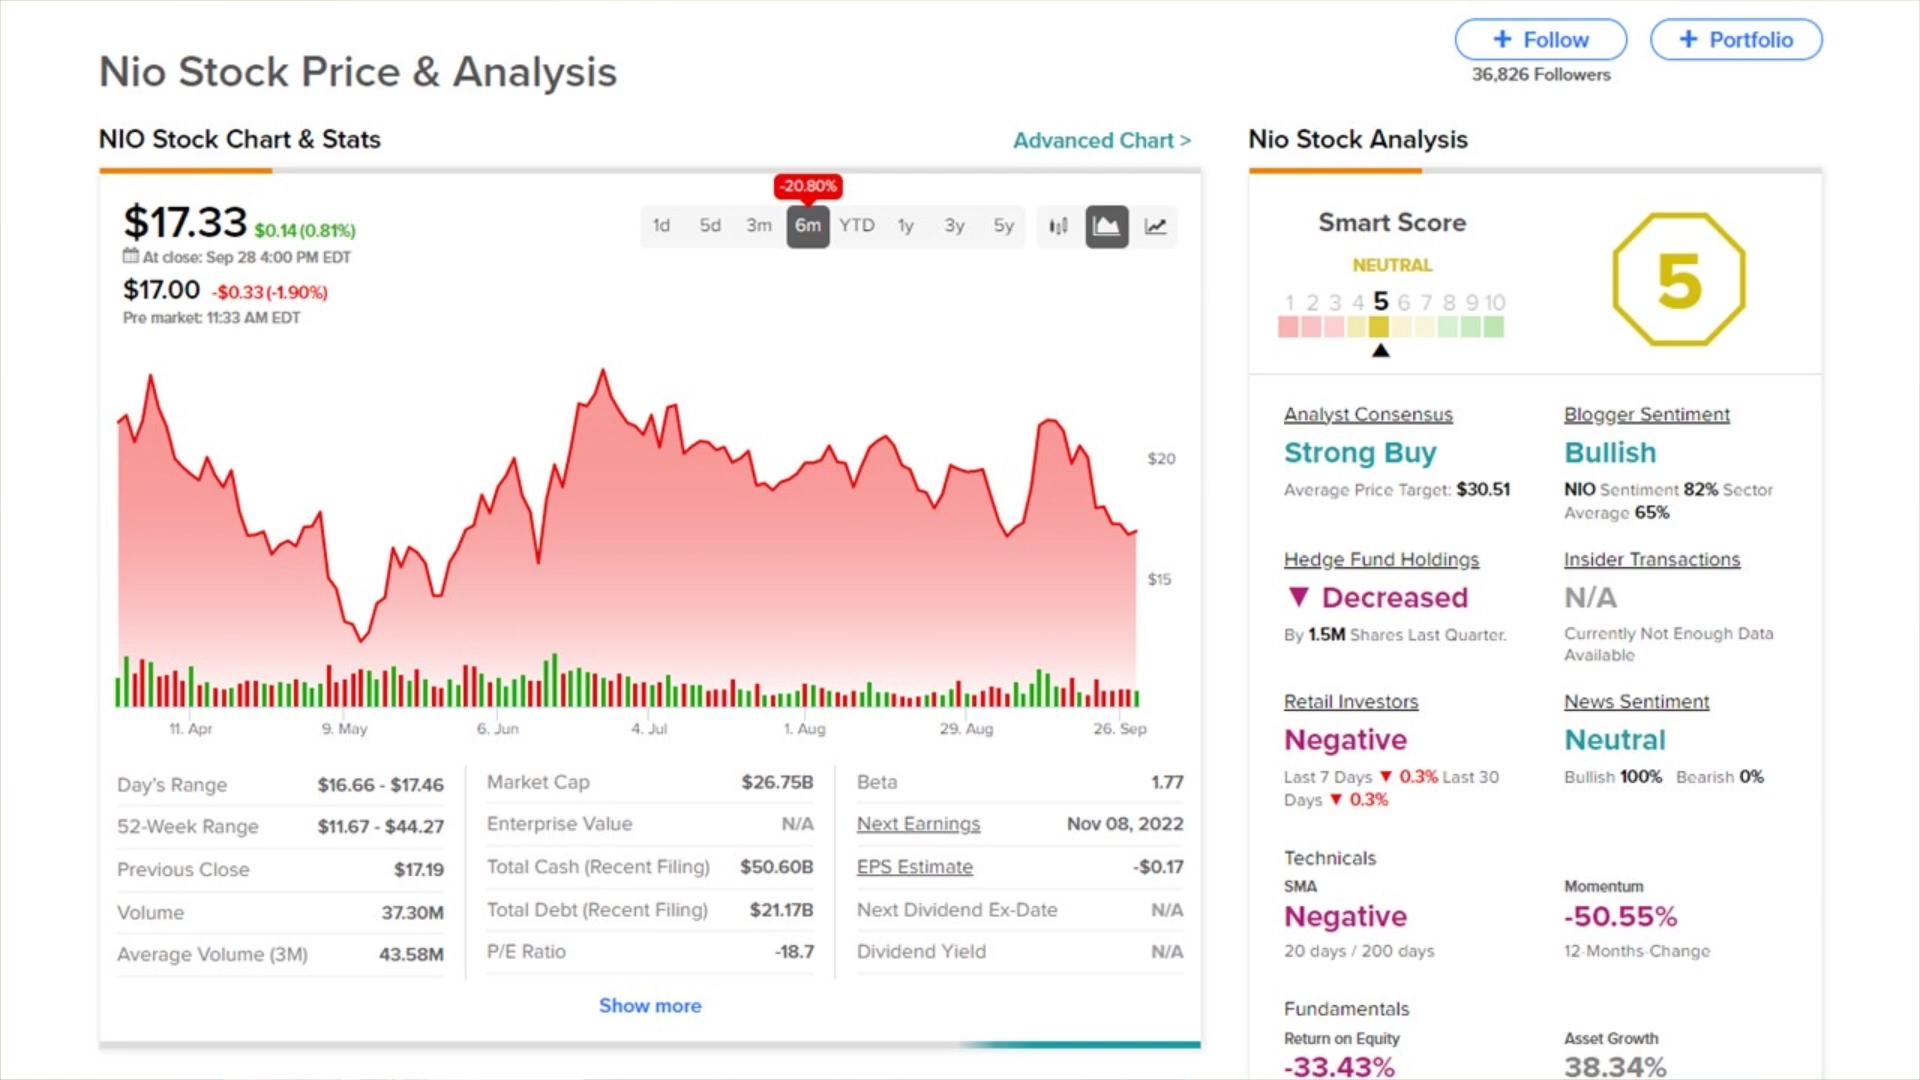 + Follow
+ Portfolio
36,826 Followers
Nio Stock Price & Analysis
NIO Stock Chart & Stats
Advanced Chart >
-20.80%
$17.33 $0.14 (0.81%)
At close: Sep 28 4:00 PM EDT
$17.00 -$0.33 (-1.90%)
Pre market: 11:33 AM EDT
1d 5d 3m 6m YTD 1y 3y 5y
$20
$15
11. Apr 9. May 6. Jun 4. Jul 1. Aug 29. Aug 26. Sep
Day's Range $16.66 - $17.46
52-Week Range $11.67 - $44.27
Previous Close $17.19
Volume 37.30M
Average Volume (3M) 43.58M
Market Cap $26.75B
Enterprise Value N/A
Total Cash (Recent Filing) $50.60B
Total Debt (Recent Filing) $21.17B
P/E Ratio -18.7
Beta 1.77
Next Earnings Nov 08, 2022
EPS Estimate -$0.17
Next Dividend Ex-Date N/A
Dividend Yield N/A
Show more
Nio Stock Analysis
Smart Score
NEUTRAL
1 2 3 4 5 6 7 8 9 10
5
Analyst Consensus
Strong Buy
Average Price Target: $30.51
Blogger Sentiment
Bullish
NIO Sentiment 82% Sector
Average 65%
Hedge Fund Holdings
▼ Decreased
By 1.5M Shares Last Quarter.
Insider Transactions
N/A
Currently Not Enough Data
Available
Retail Investors
Negative
Last 7 Days ▼ 0.3% Last 30
Days ▼ 0.3%
News Sentiment
Neutral
Bullish 100% Bearish 0%
Technicals
SMA
Negative
20 days / 200 days
Momentum
-50.55%
12-Months-Change
Fundamentals
Return on Equity
-33.43%
Asset Growth
38.34%